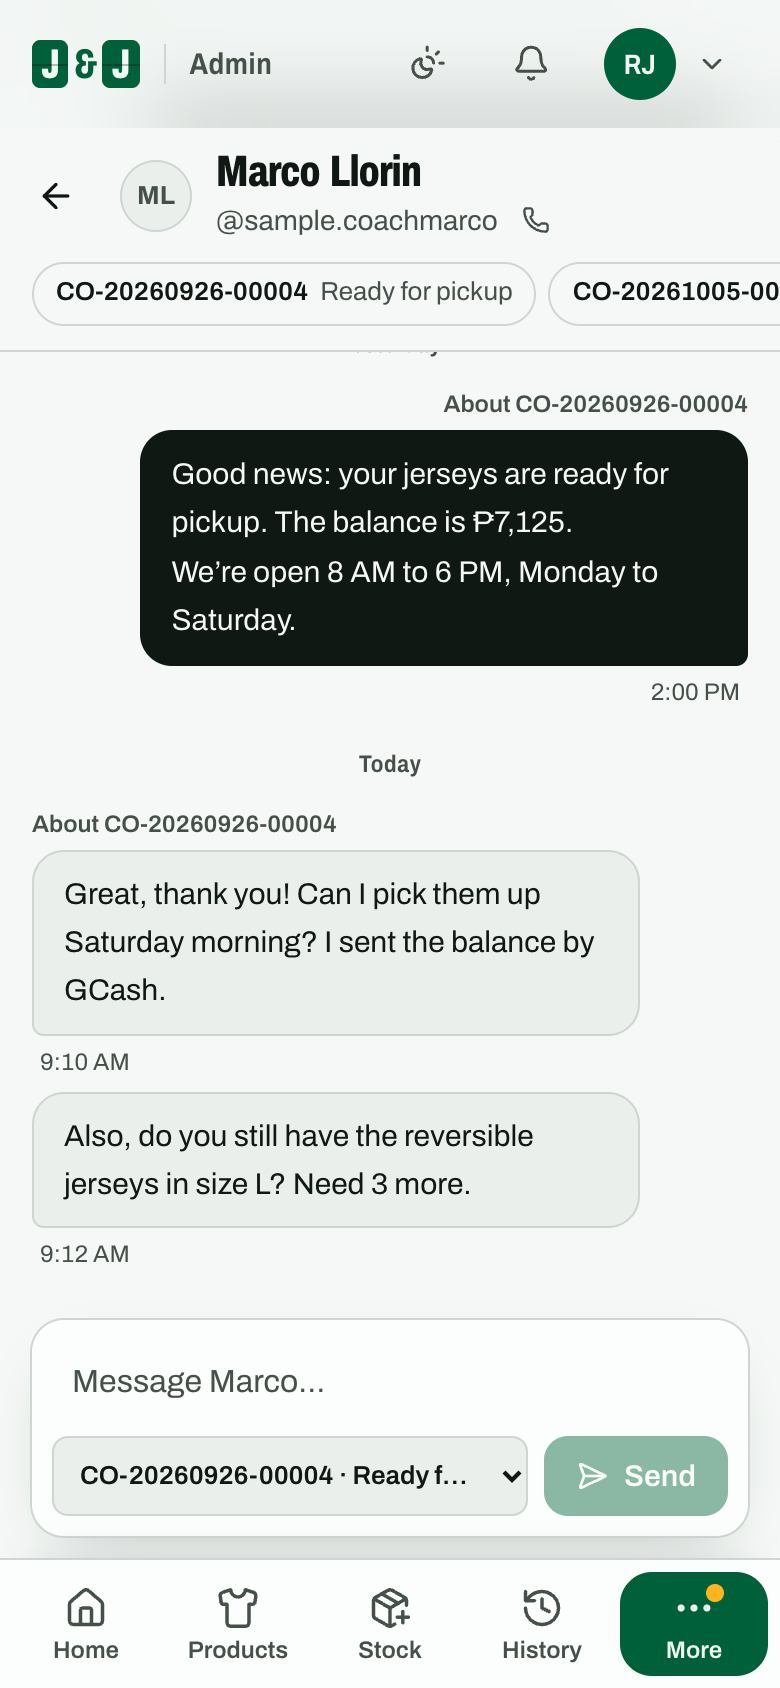 J & J Admin RJ
ML Marco Llorin
@sample.coachmarco
CO-20260926-00004 Ready for pickup CO-20261005-00
About CO-20260926-00004
Good news: your jerseys are ready for
pickup. The balance is ₱7,125.
We’re open 8 AM to 6 PM, Monday to
Saturday.
2:00 PM
Today
About CO-20260926-00004
Great, thank you! Can I pick them up
Saturday morning? I sent the balance by
GCash.
9:10 AM
Also, do you still have the reversible
jerseys in size L? Need 3 more.
9:12 AM
Message Marco...
CO-20260926-00004 · Ready f... Send
Home Products Stock History More